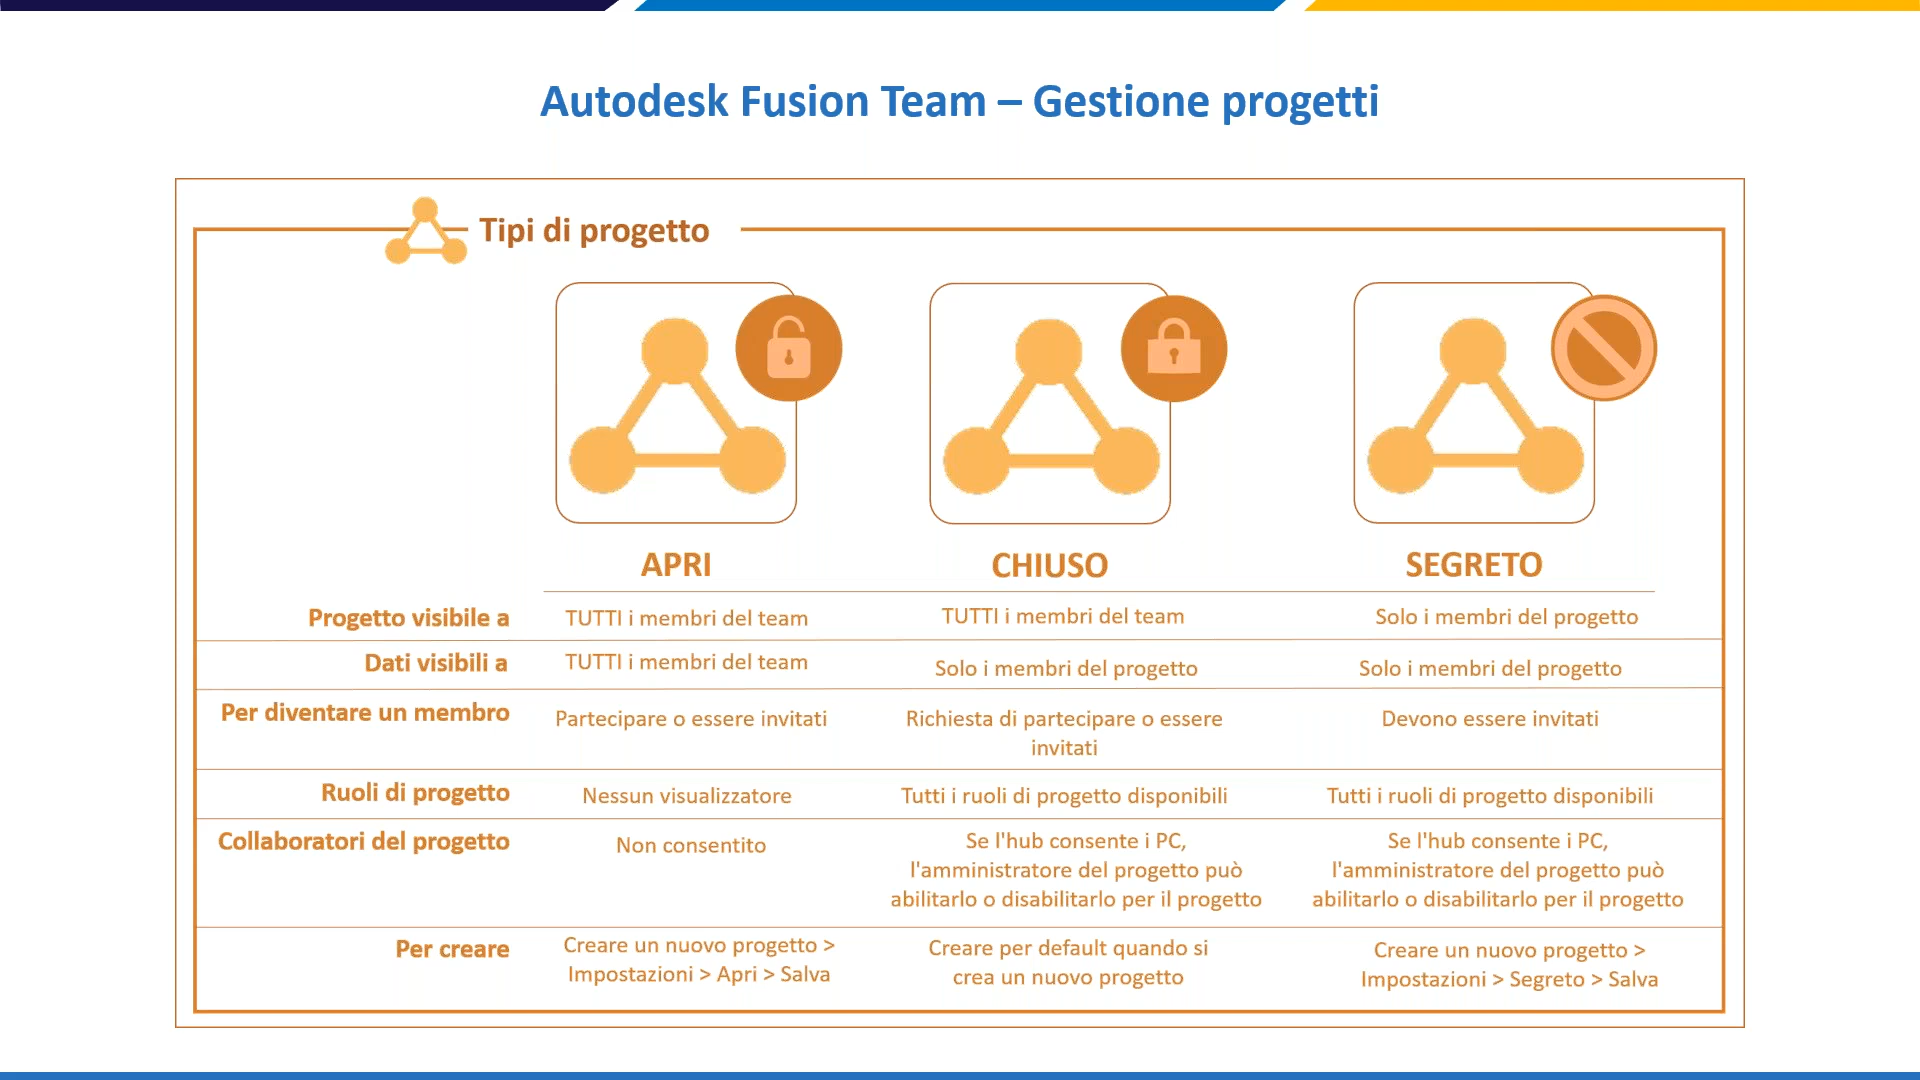 Autodesk Fusion Team – Gestione progetti
Tipi di progetto
APRI CHIUSO SEGRETO
Progetto visibile a TUTTI i membri del team TUTTI i membri del team Solo i membri del progetto
Dati visibili a TUTTI i membri del team Solo i membri del progetto Solo i membri del progetto
Per diventare un membro Partecipare o essere invitati Richiesta di partecipare o essere Devono essere invitati
invitati
Ruoli di progetto Nessun visualizzatore Tutti i ruoli di progetto disponibili Tutti i ruoli di progetto disponibili
Collaboratori del progetto Non consentito Se l'hub consente i PC, Se l'hub consente i PC,
l'amministratore del progetto può l'amministratore del progetto può
abilitarlo o disabilitarlo per il progetto abilitarlo o disabilitarlo per il progetto
Per creare Creare un nuovo progetto > Creare per default quando si Creare un nuovo progetto >
Impostazioni > Apri > Salva crea un nuovo progetto Impostazioni > Segreto > Salva